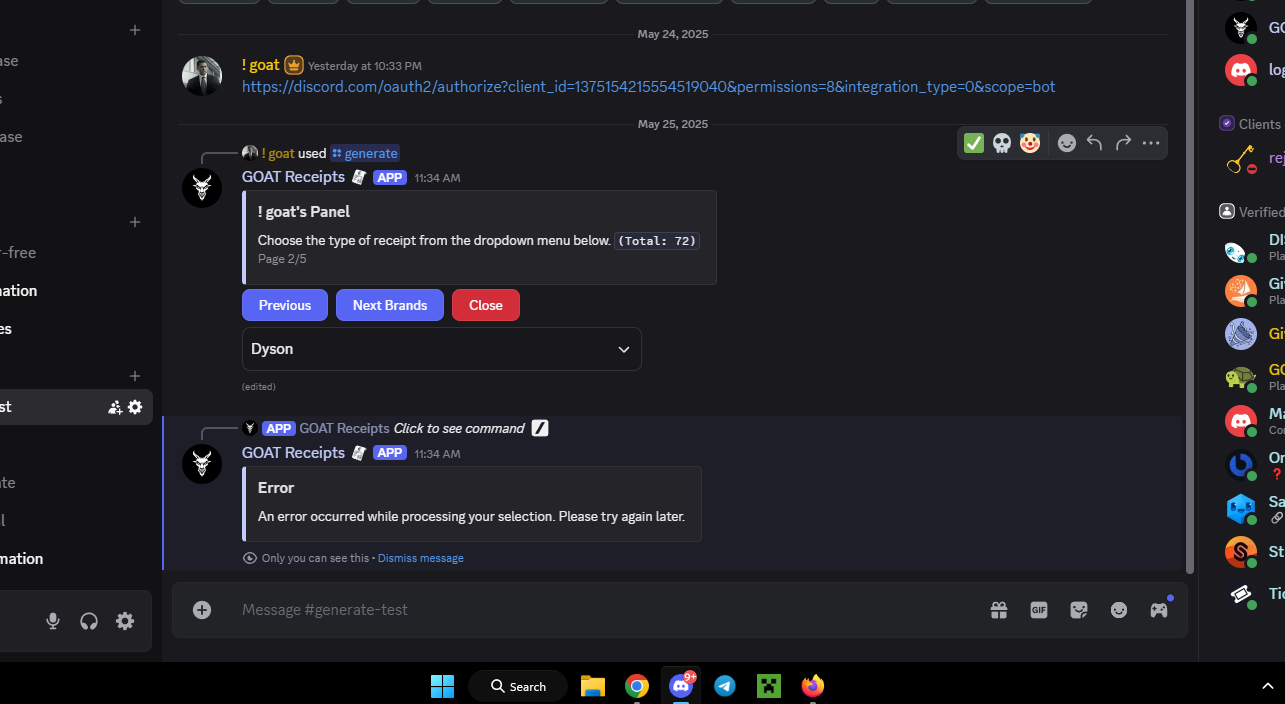 ase
May 24, 2025
! goat Yesterday at 10:33 PM
https://discord.com/oauth2/authorize?client_id=1375154215554519040&permissions=8&integration_type=0&scope=bot
s
ase
May 25, 2025
! goat used generate
GOAT Receipts APP 11:34 AM
! goat's Panel
Choose the type of receipt from the dropdown menu below. (Total: 72)
Page 2/5
Previous
Next Brands
Close
Dyson
(edited)
r-free
ation
es
st
APP GOAT Receipts Click to see command
GOAT Receipts APP 11:34 AM
Error
An error occurred while processing your selection. Please try again later.
Only you can see this • Dismiss message
ate
l
mation
Message #generate-test
GIF
GO
log
Clients
rej
Verified
DI
Pla
Gi
Pla
Gi
GO
Pla
Ma
Cor
Or
?
Sa
St
Tic
Search
9+